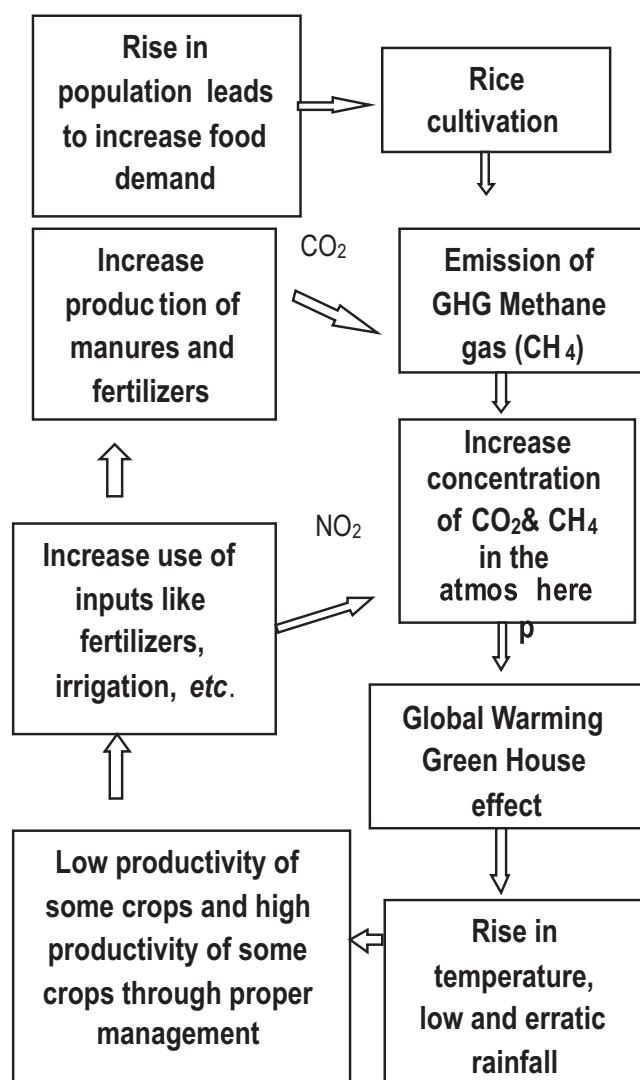 Rise in
population leads
to increase food
demand
Rice
cultivation
CO₂
Increase
production of
manures and
fertilizers
Emission of
GHG Methane
gas (CH₄)
Increase
concentration
of CO₂& CH₄
in the
atmos here
p
NO₂
Increase use of
inputs like
fertilizers,
irrigation, etc.
Global Warming
Green House
effect
Low productivity of
some crops and high
productivity of some
crops through proper
management
Rise in
temperature,
low and erratic
rainfall